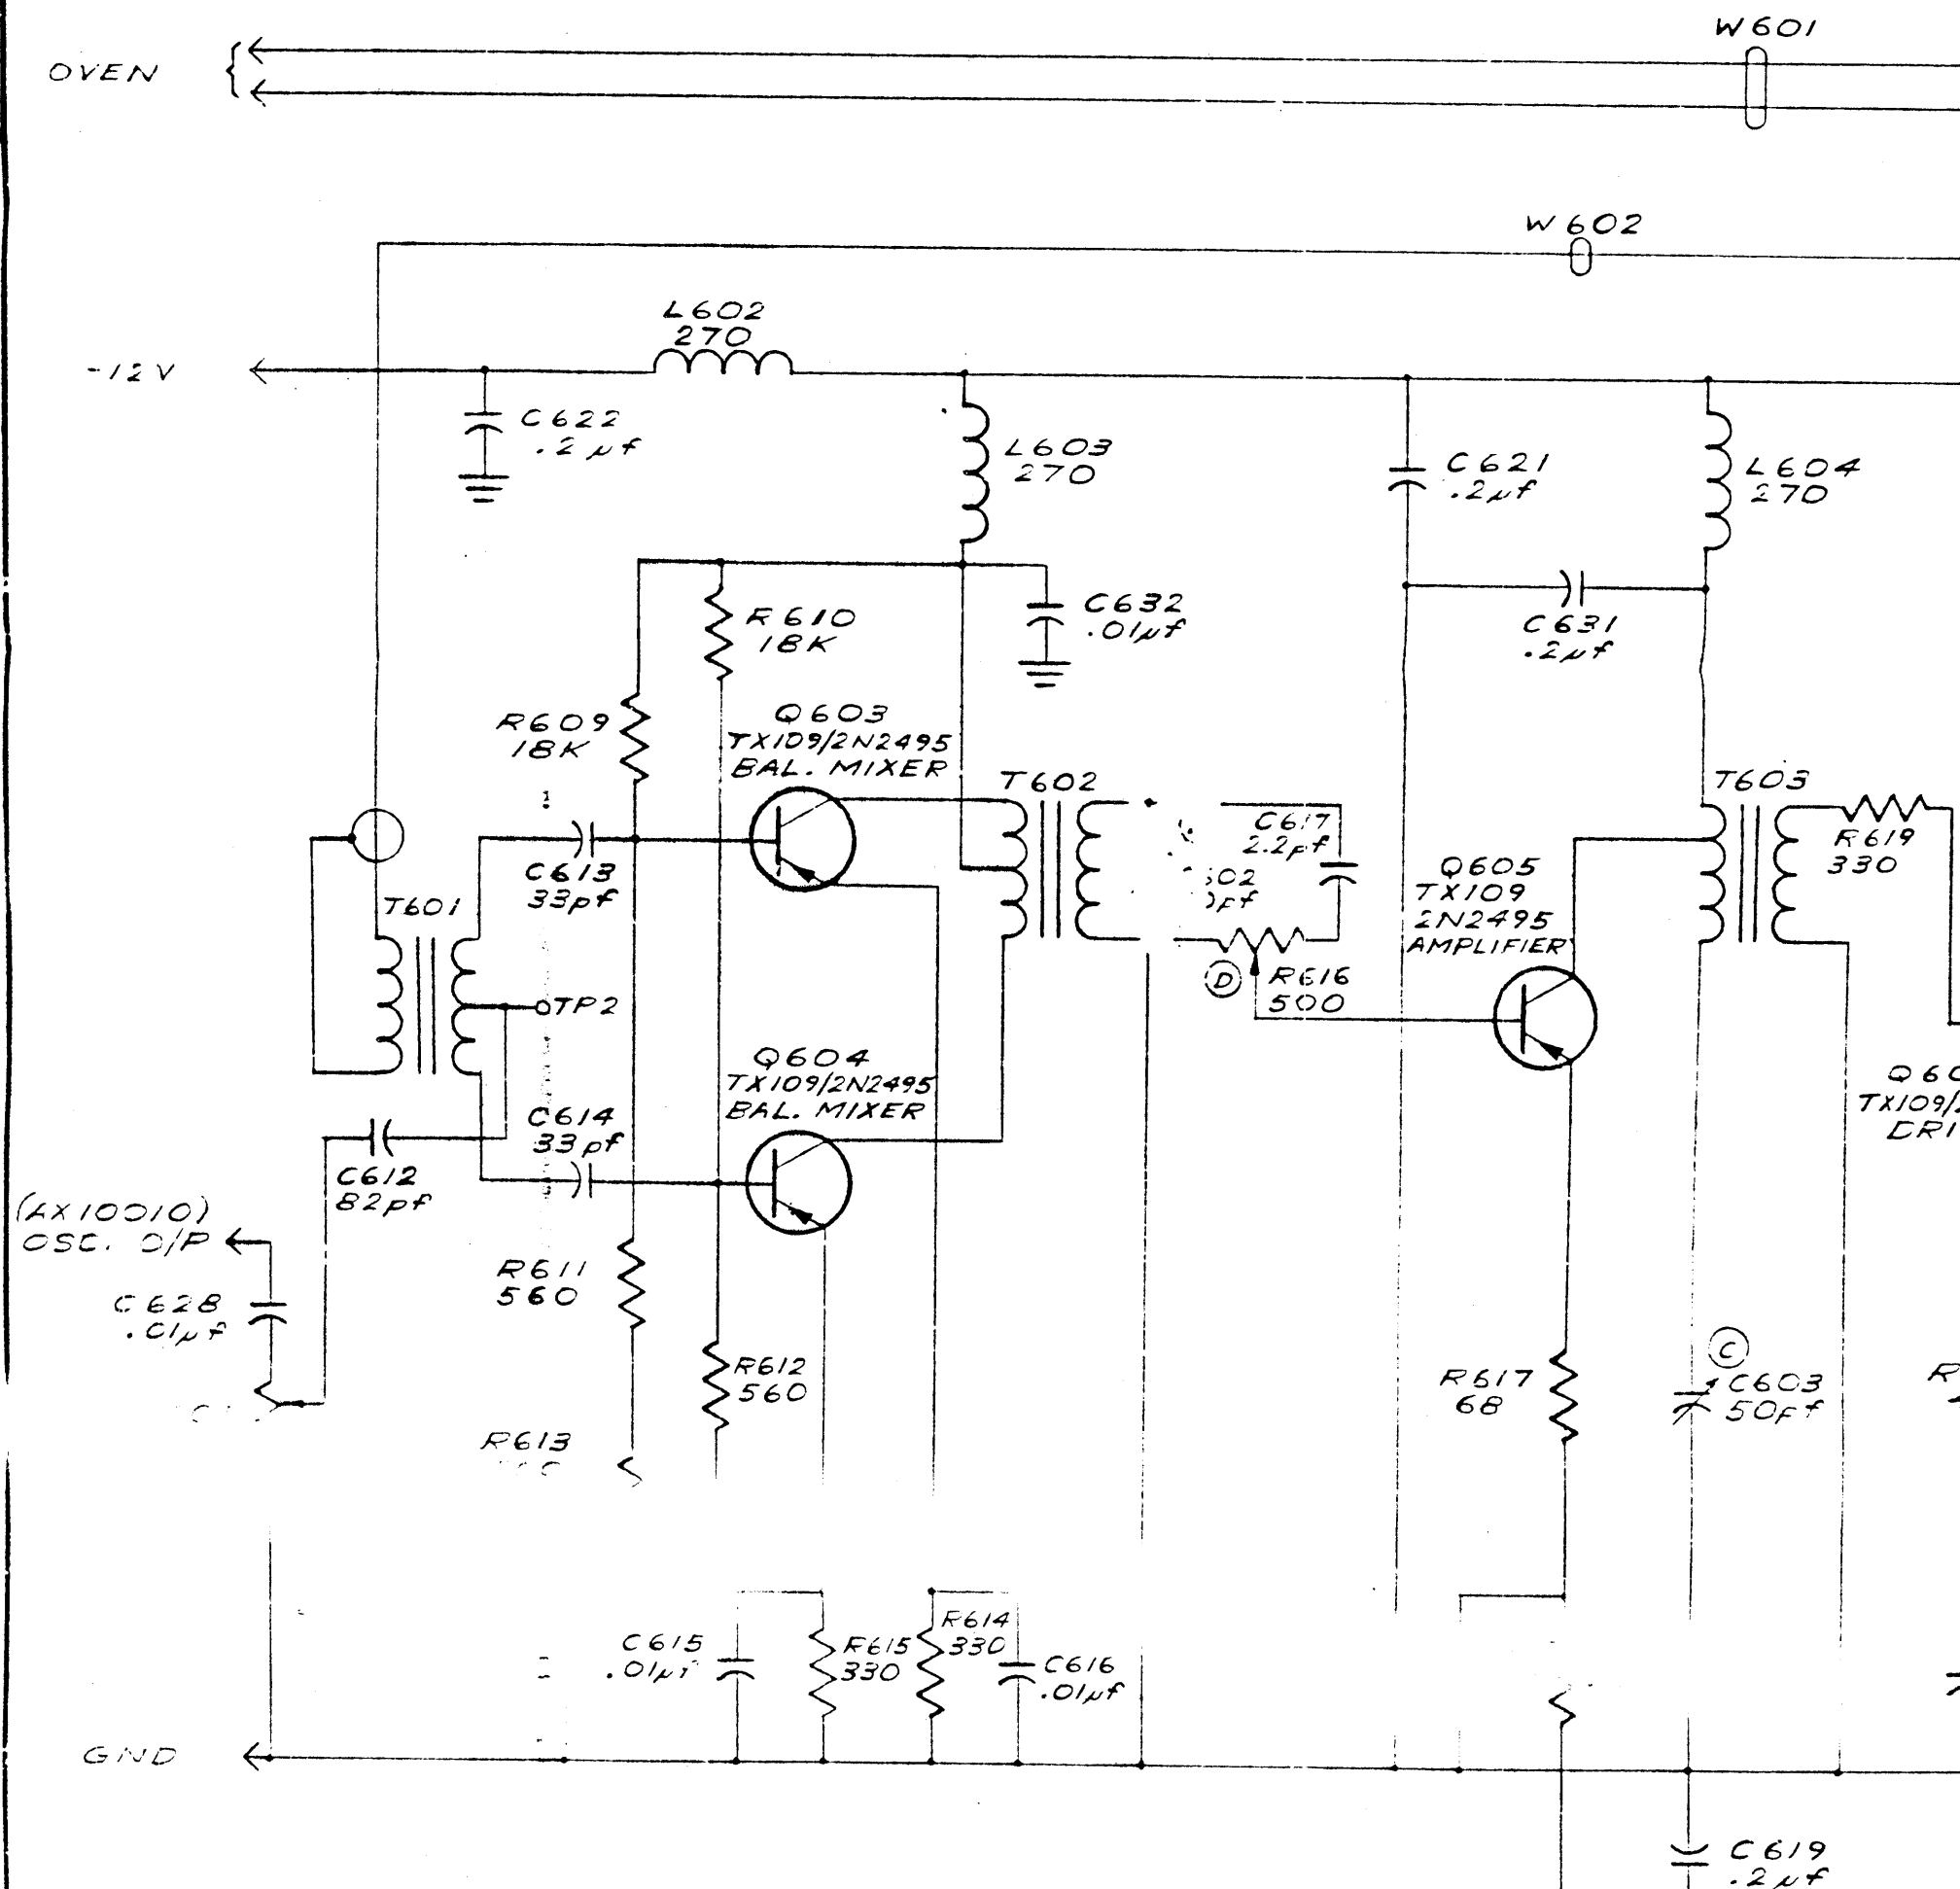 W601
OVEN
W602
L602
270
-12V
C622
.2µf
L603
270
C621
.2µf
L604
270
R610
18K
C632
.01µf
C631
.2µf
R609
18K
Q603
TX109/2N2495
BAL. MIXER
T602
T603
C613
33pf
C617
2.2pf
R619
330
T601
Q605
TX109
2N2495
AMPLIFIER
TP2
D
R616
500
Q604
TX109/2N2495
BAL. MIXER
C614
33pf
C612
82pf
OSC. O/P
C628
.01µf
R611
560
R612
560
R617
68
C
C603
50pf
R613
C615
.01µf
R615
330
R614
330
C616
.01µf
GND
C619
.2µf